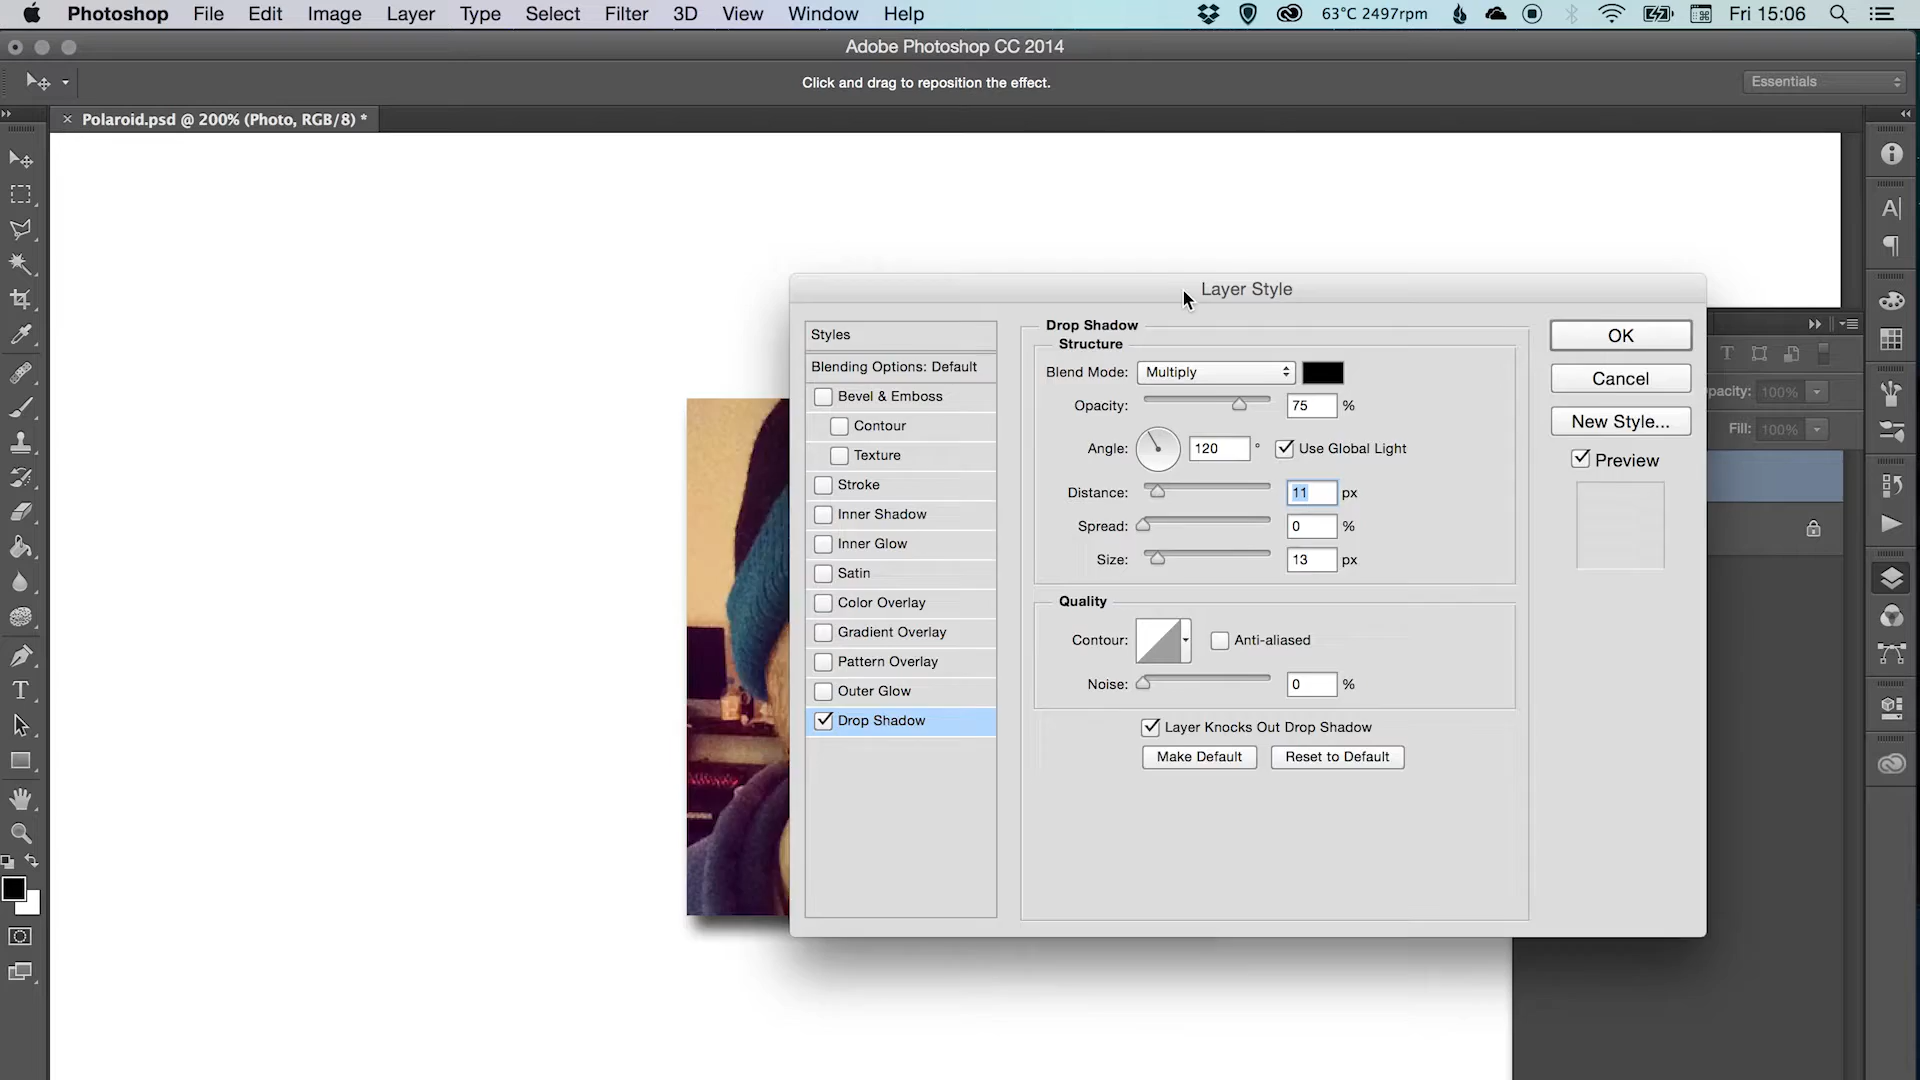 Photoshop File Edit Image Layer Type Select Filter 3D View Window Help 63°C 2497rpm Fri 15:06
Adobe Photoshop CC 2014
Click and drag to reposition the effect. Essentials
× Polaroid.psd @ 200% (Photo, RGB/8) *
Layer Style
Styles
Blending Options: Default
Bevel & Emboss
Contour
Texture
Stroke
Inner Shadow
Inner Glow
Satin
Color Overlay
Gradient Overlay
Pattern Overlay
Outer Glow
Drop Shadow
Drop Shadow
Structure
Blend Mode: Multiply
Opacity: 75 %
Angle: 120 ° Use Global Light
Distance: 11 px
Spread: 0 %
Size: 13 px
Quality
Contour: Anti-aliased
Noise: 0 %
Layer Knocks Out Drop Shadow
Make Default Reset to Default
OK
Cancel
New Style...
Preview
pacity: 100%
Fill: 100%